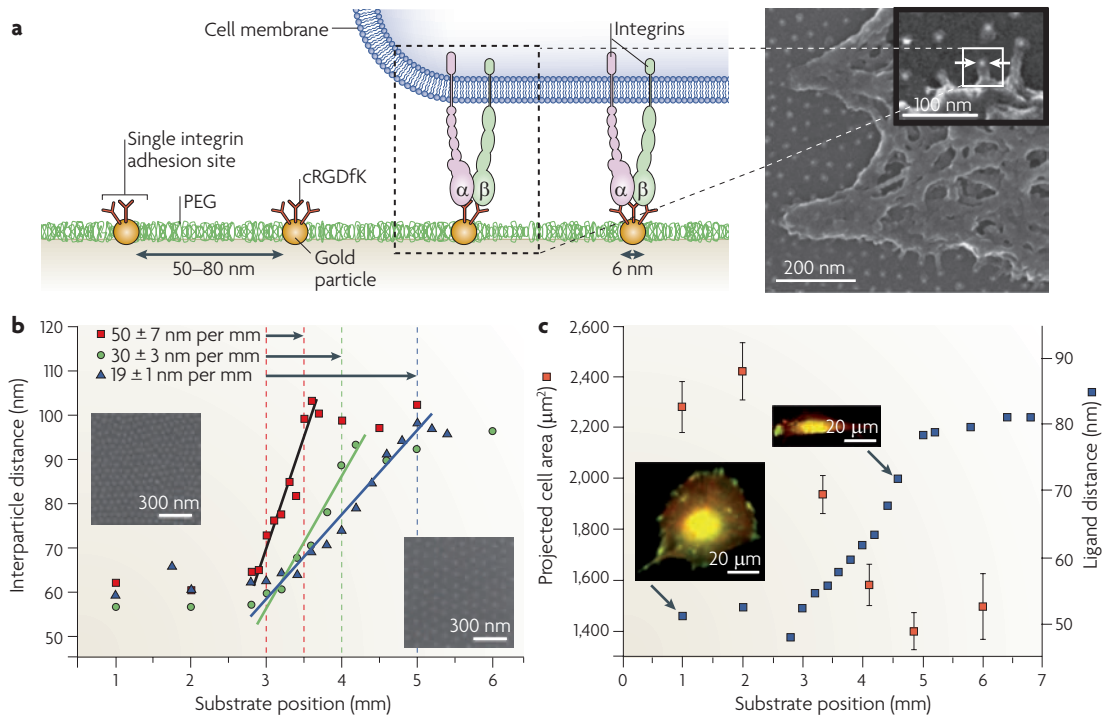 a
Cell membrane
Integrins
Single integrin
adhesion site
PEG
cRGDfK
α
β
α
β
50–80 nm
Gold
particle
6 nm
100 nm
200 nm
b
50 ± 7 nm per mm
30 ± 3 nm per mm
19 ± 1 nm per mm
Interparticle distance (nm)
120
110
100
90
80
70
60
50
300 nm
300 nm
1
2
3
4
5
6
Substrate position (mm)
c
Projected cell area (μm²)
2,600
2,400
2,200
2,000
1,800
1,600
1,400
20 μm
20 μm
Ligand distance (nm)
90
80
70
60
50
0
1
2
3
4
5
6
7
Substrate position (mm)